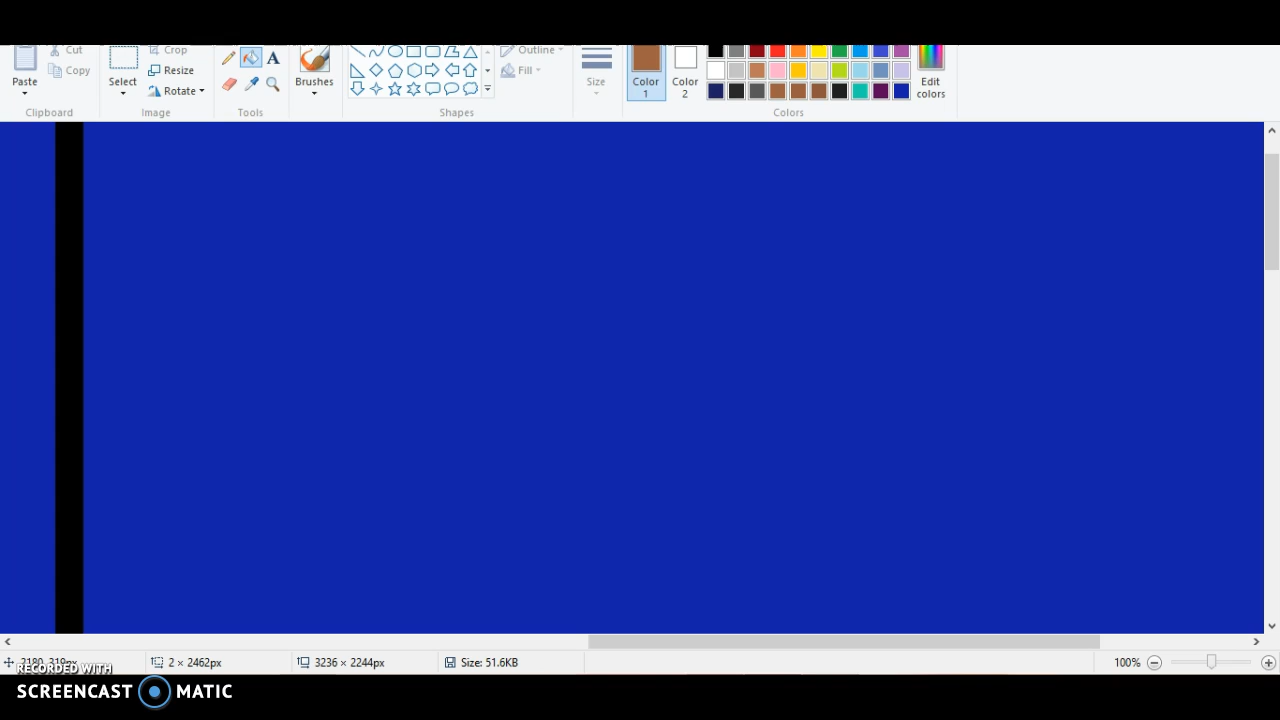 Cut
Outline
Crop
Copy
Resize
Fill
Paste
Select
Rotate
Brushes
Size
Color
1
Color
2
Edit
colors
Clipboard
Image
Tools
Shapes
Colors
2 × 2462px
3236 × 2244px
Size: 51.6KB
100%
RECORDED WITH
SCREENCAST MATIC